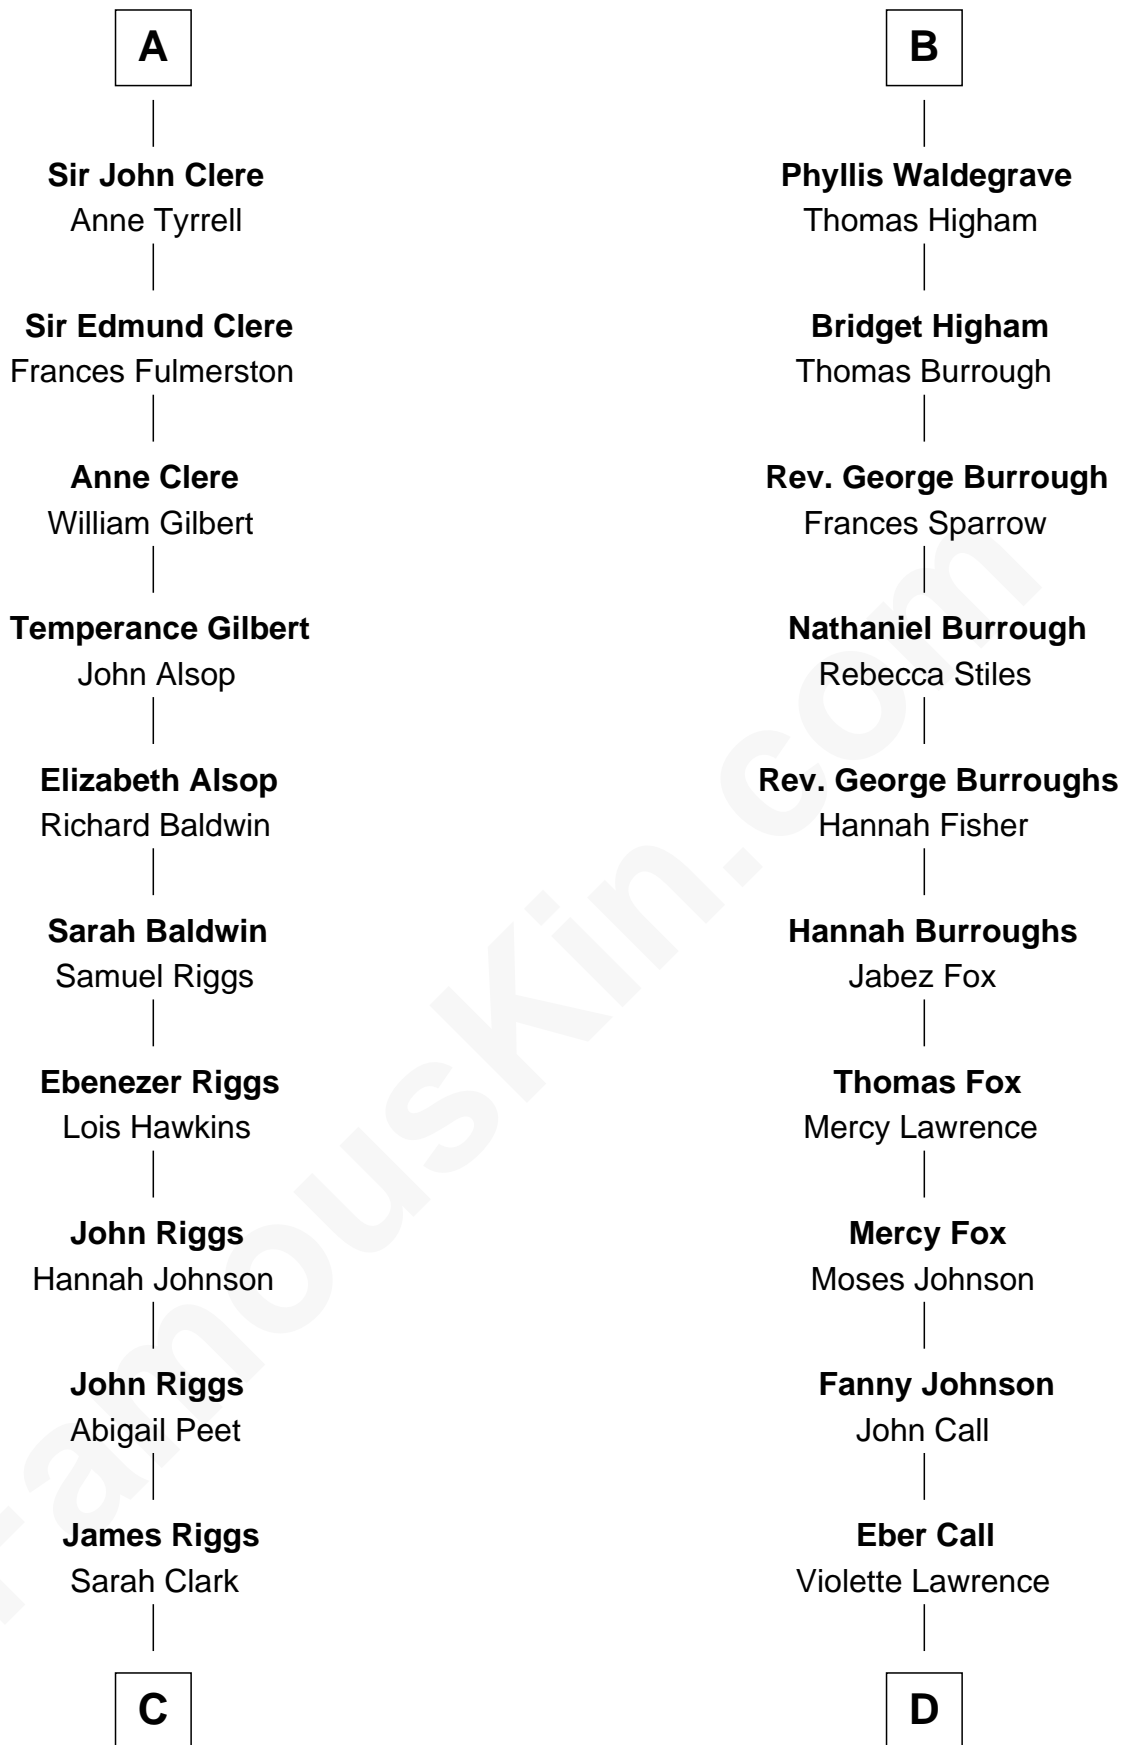 A
Sir John Clere
Anne Tyrrell
Sir Edmund Clere
Frances Fulmerston
Anne Clere
William Gilbert
Temperance Gilbert
John Alsop
Elizabeth Alsop
Richard Baldwin
Sarah Baldwin
Samuel Riggs
Ebenezer Riggs
Lois Hawkins
John Riggs
Hannah Johnson
John Riggs
Abigail Peet
James Riggs
Sarah Clark
C
B
Phyllis Waldegrave
Thomas Higham
Bridget Higham
Thomas Burrough
Rev. George Burrough
Frances Sparrow
Nathaniel Burrough
Rebecca Stiles
Rev. George Burroughs
Hannah Fisher
Hannah Burroughs
Jabez Fox
Thomas Fox
Mercy Lawrence
Mercy Fox
Moses Johnson
Fanny Johnson
John Call
Eber Call
Violette Lawrence
D
FamousKin.com